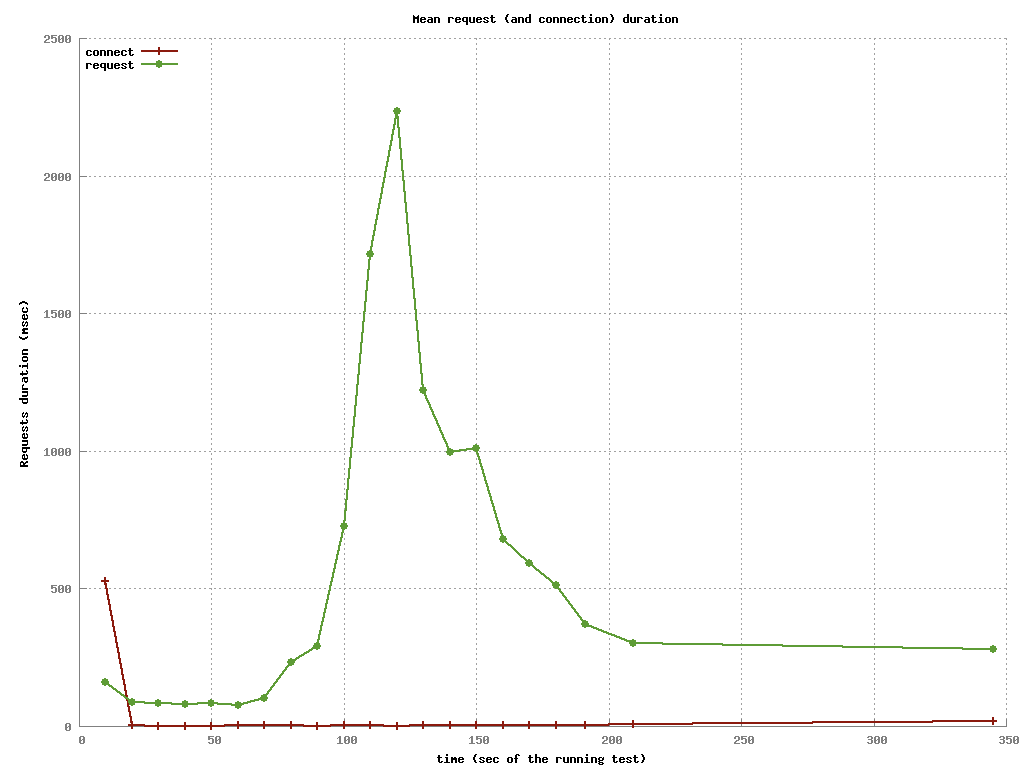 Mean request (and connection) duration
2500
connect
request
2000
1500
Requests duration (msec)
1000
500
0
0 50 100 150 200 250 300 350
time (sec of the running test)